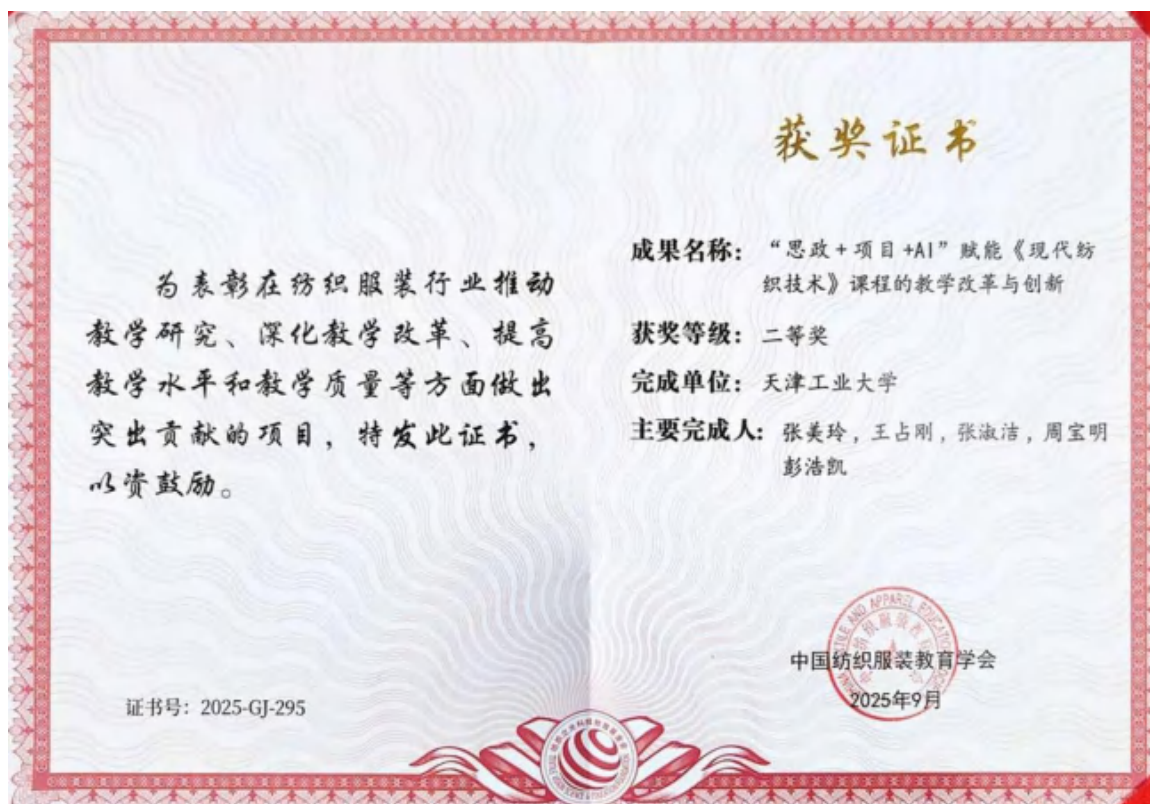 为表彰在纺织服装行业推动
教学研究、深化教学改革、提高
教学水平和教学质量等方面做出
突出贡献的项目，特发此证书，
以资鼓励。
证书号：2025-GJ-295
获奖证书
成果名称：“思政+项目+AI”赋能《现代纺
织技术》课程的教学改革与创新
获奖等级：二等奖
完成单位：天津工业大学
主要完成人：张美玲，王占刚，张淑洁，周宝明
彭浩凯
TEXTILE AND APPAREL EDUCATION
中国纺织服装教育学会
2025年9月